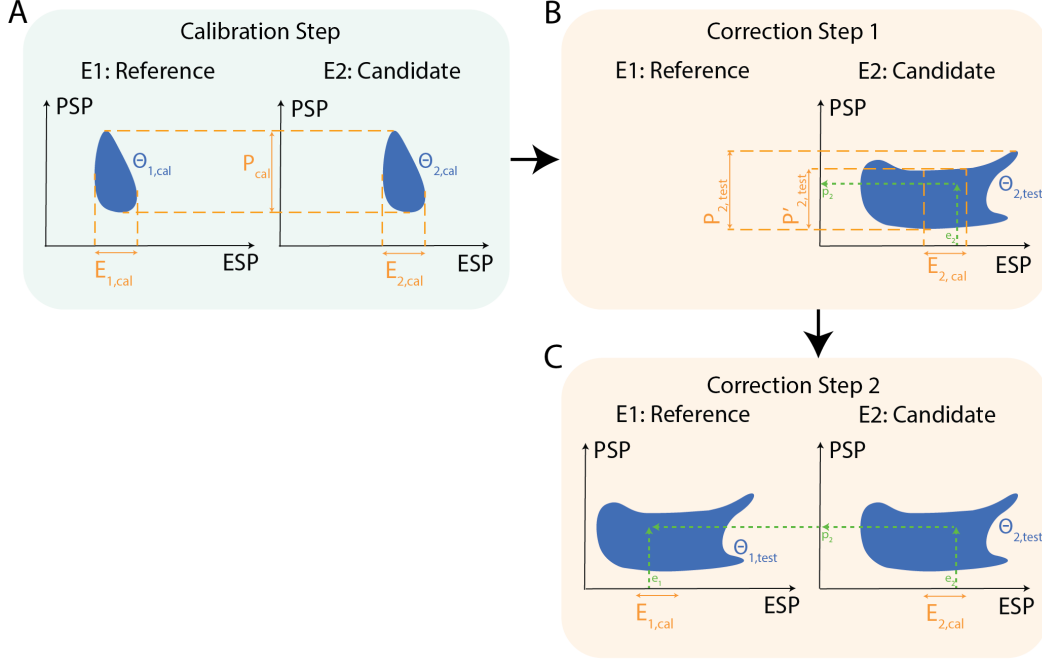 A
Calibration Step
E1: Reference
E2: Candidate
PSP
PSP
Θ1,cal
Pcal
Θ2,cal
ESP
ESP
E1,cal
E2,cal
B
Correction Step 1
E1: Reference
E2: Candidate
PSP
P2,test
P′2,test
p2
Θ2,test
e2
ESP
E2, cal
C
Correction Step 2
E1: Reference
E2: Candidate
PSP
PSP
p2
Θ1,test
Θ2,test
e1
e2
ESP
ESP
E1,cal
E2,cal